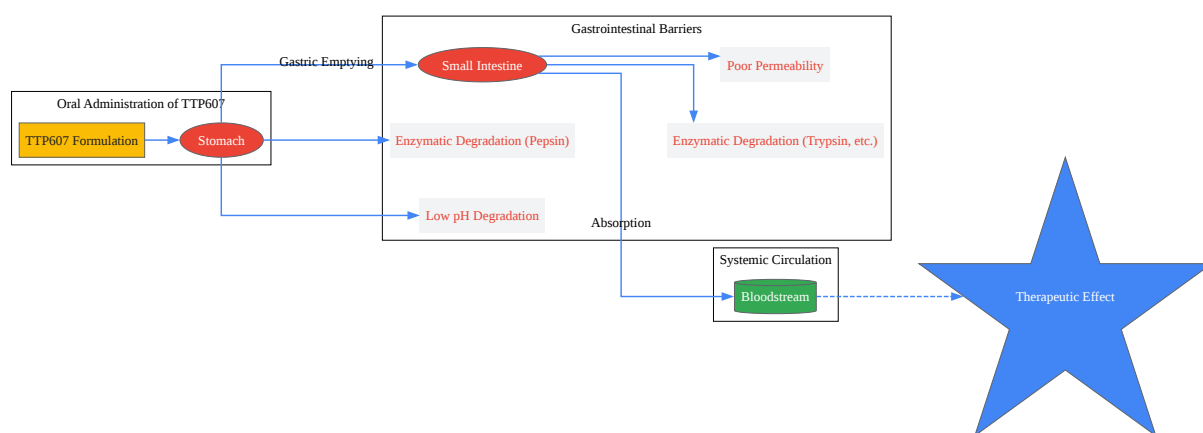 Gastrointestinal Barriers
Gastric Emptying
Small Intestine
Poor Permeability
Oral Administration of TTP607
TTP607 Formulation
Stomach
Enzymatic Degradation (Pepsin)
Enzymatic Degradation (Trypsin, etc.)
Low pH Degradation
Absorption
Systemic Circulation
Bloodstream
Therapeutic Effect